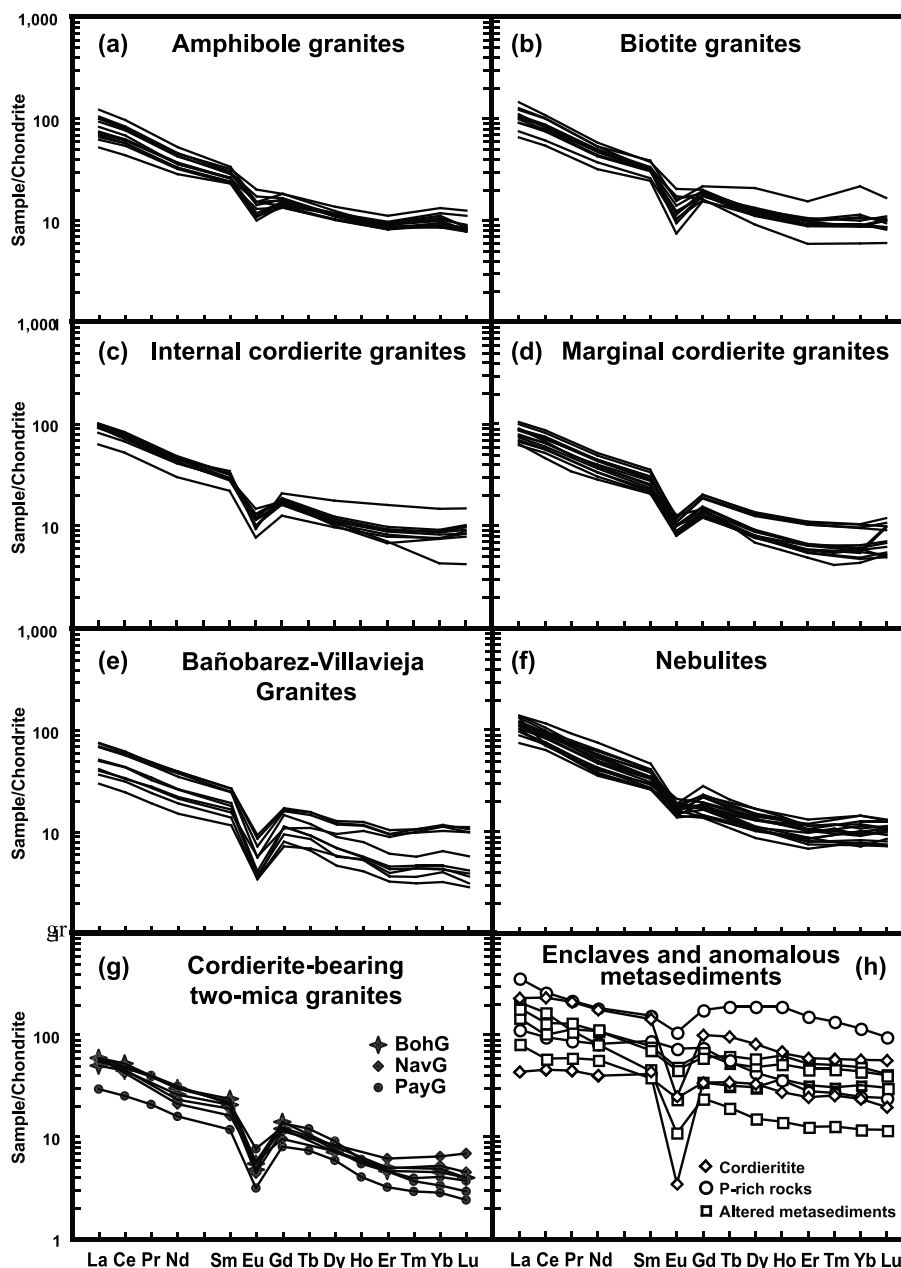 1,000
(a)
Amphibole granites
(b)
Biotite granites
100
10
Sample/Chondrite
1,000
(c)
Internal cordierite granites
(d)
Marginal cordierite granites
100
10
Sample/Chondrite
1,000
(e)
Bañobarez-Villavieja
Granites
(f)
Nebulites
100
10
Sample/Chondrite
gr
1
(g)
Cordierite-bearing
two-mica granites
BohG
NavG
PayG
Enclaves and anomalous
metasediments
(h)
Cordieritite
P-rich rocks
Altered metasediments
100
10
1
Sample/Chondrite
La Ce Pr Nd Sm Eu Gd Tb Dy Ho Er Tm Yb Lu
La Ce Pr Nd Sm Eu Gd Tb Dy Ho Er Tm Yb Lu